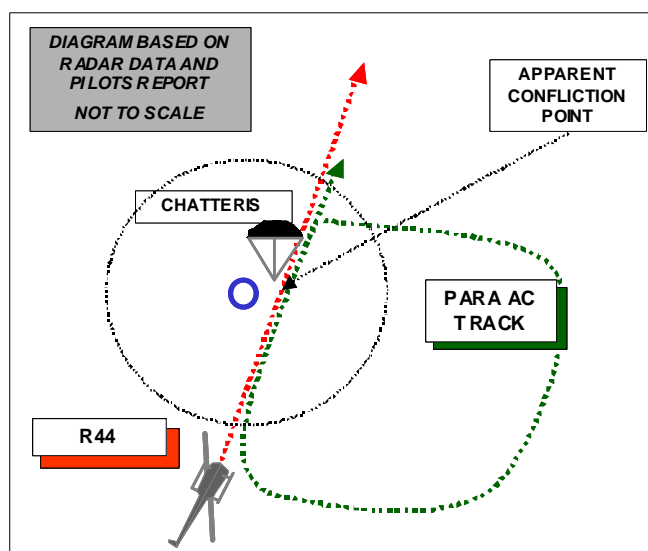 DIAGRAM BASED ON
RADAR DATA AND
PILOTS REPORT
NOT TO SCALE
APPARENT
CONFLICTION
POINT
CHATTERIS
PARA AC
TRACK
R44